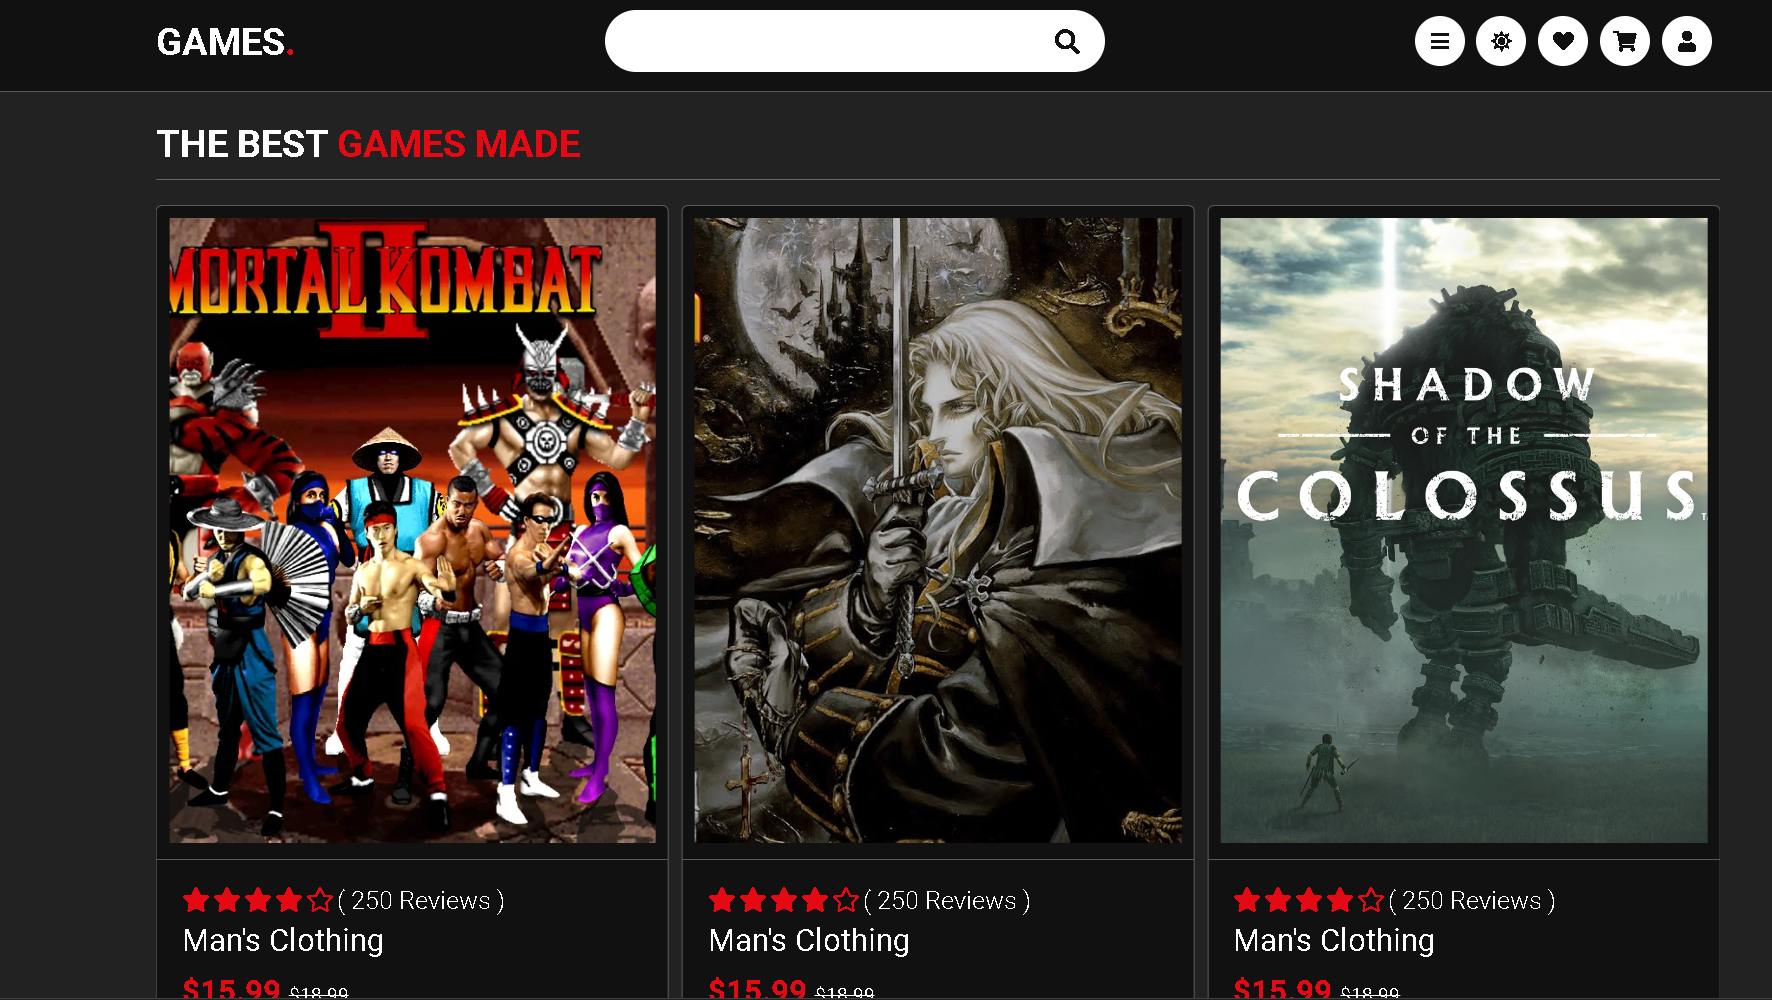 GAMES.
THE BEST GAMES MADE
MORTAL KOMBAT
II
SHADOW
OF THE
COLOSSUS
( 250 Reviews )
Man's Clothing
$15.99 $18.99
( 250 Reviews )
Man's Clothing
$15.99 $18.99
( 250 Reviews )
Man's Clothing
$15.99 $18.99